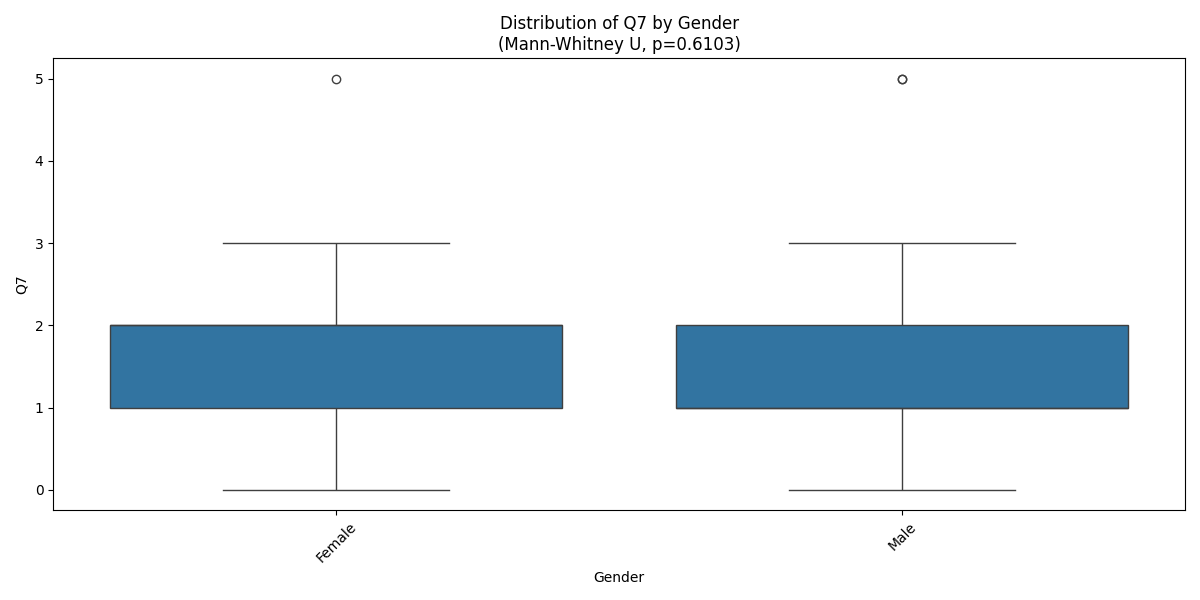 Distribution of Q7 by Gender
(Mann-Whitney U, p=0.6103)
5
4
3
2
1
0
Q7
Female
Male
Gender